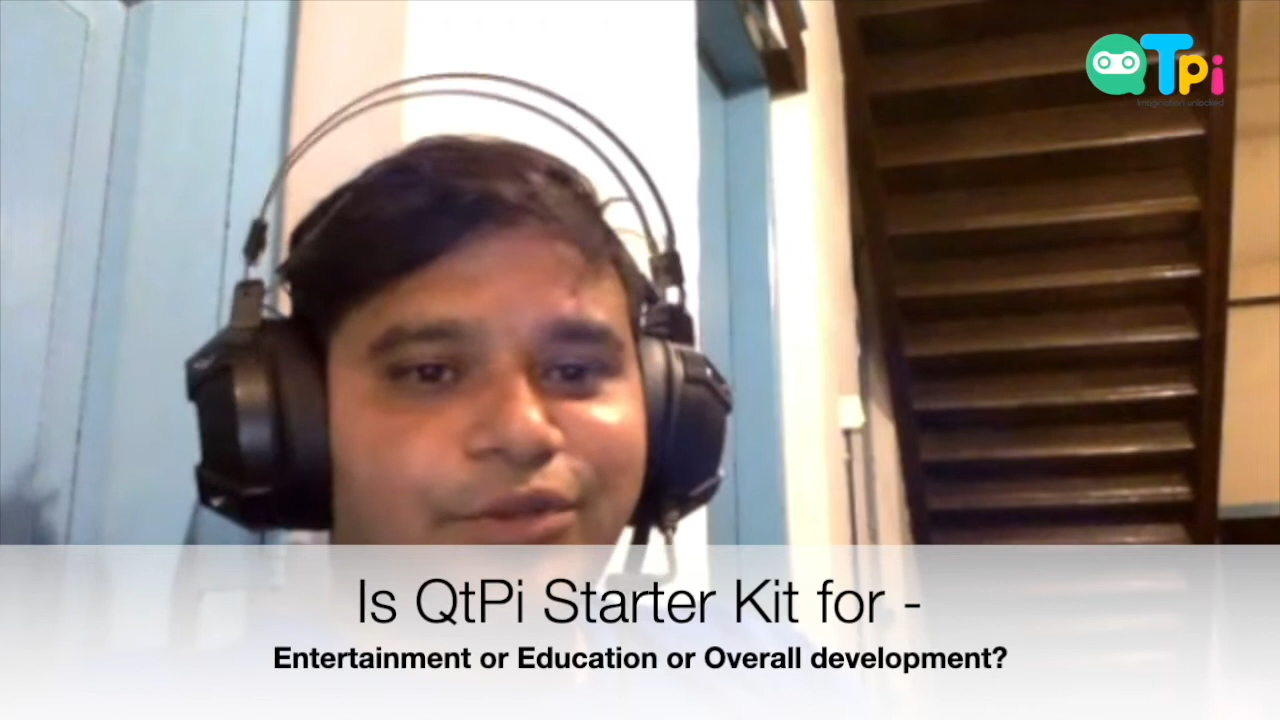 QTPi
Imagination unlocked
Is QtPi Starter Kit for -
Entertainment or Education or Overall development?